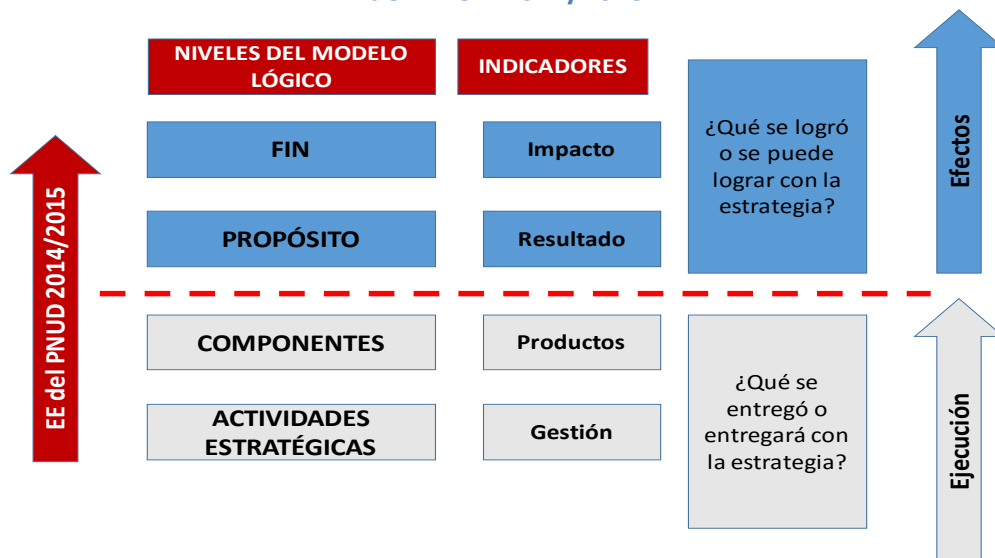 NIVELES DEL MODELO
LÓGICO
INDICADORES
FIN
Impacto
¿Qué se logró
o se puede
lograr con la
estrategia?
PROPÓSITO
Resultado
Efectos
EE del PNUD 2014/2015
COMPONENTES
Productos
¿Qué se
entregó o
entregará con
la estrategia?
ACTIVIDADES
ESTRATÉGICAS
Gestión
Ejecución